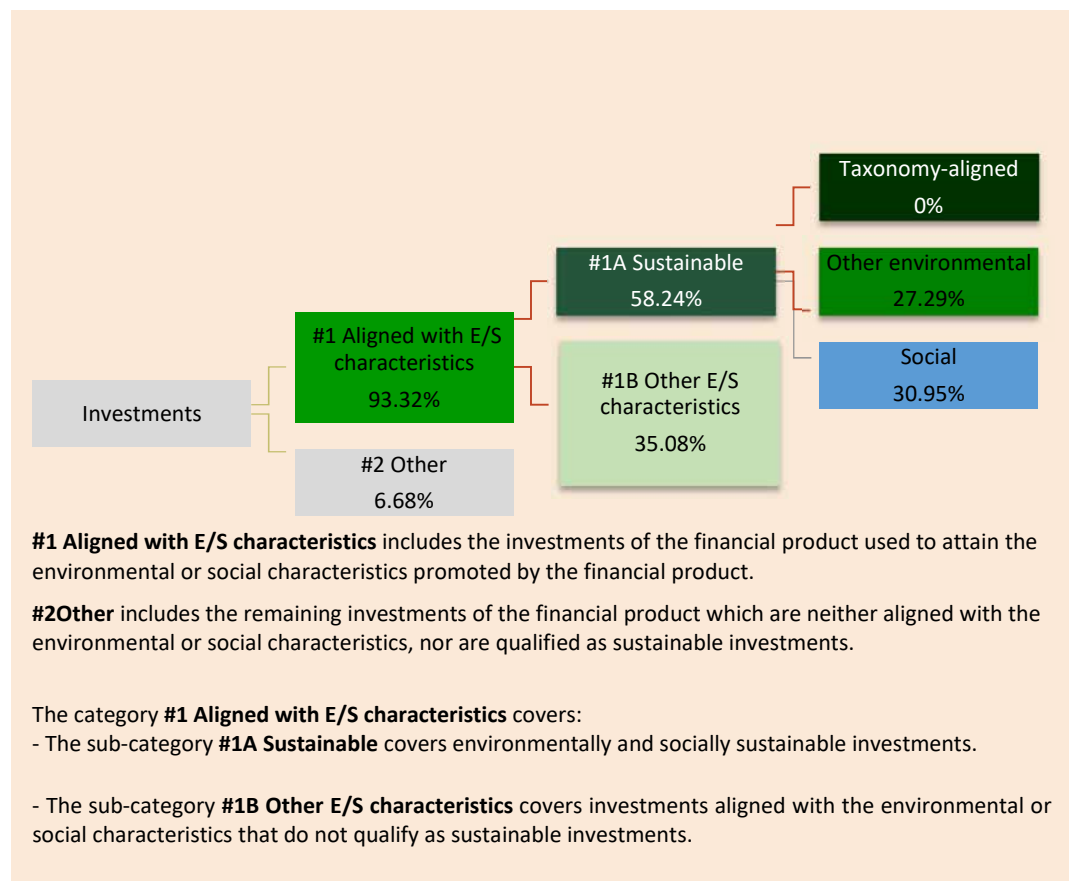 Taxonomy-aligned
0%
#1A Sustainable
58.24%
Other environmental
27.29%
#1 Aligned with E/S
characteristics
93.32%
Social
30.95%
#1B Other E/S
characteristics
35.08%
Investments
#2 Other
6.68%
#1 Aligned with E/S characteristics includes the investments of the financial product used to attain the
environmental or social characteristics promoted by the financial product.
#2Other includes the remaining investments of the financial product which are neither aligned with the
environmental or social characteristics, nor are qualified as sustainable investments.
The category #1 Aligned with E/S characteristics covers:
- The sub-category #1A Sustainable covers environmentally and socially sustainable investments.
- The sub-category #1B Other E/S characteristics covers investments aligned with the environmental or
social characteristics that do not qualify as sustainable investments.